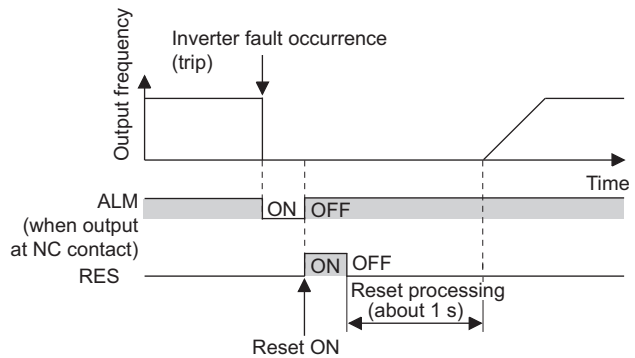 Inverter fault occurrence
(trip)
Output frequency
Time
ALM
(when output
at NC contact)
ON
OFF
RES
ON
OFF
Reset processing
(about 1 s)
Reset ON